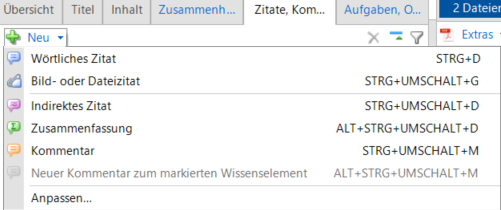 Übersicht Titel Inhalt Zusammenh... Zitate, Kom... Aufgaben, O... 2 Dateien
Neu Extras
Wörtliches Zitat STRG+D
Bild- oder Dateizitat STRG+UMSCHALT+G
Indirektes Zitat STRG+UMSCHALT+D
Zusammenfassung ALT+STRG+UMSCHALT+D
Kommentar STRG+UMSCHALT+M
Neuer Kommentar zum markierten Wissenselement ALT+STRG+UMSCHALT+M
Anpassen...